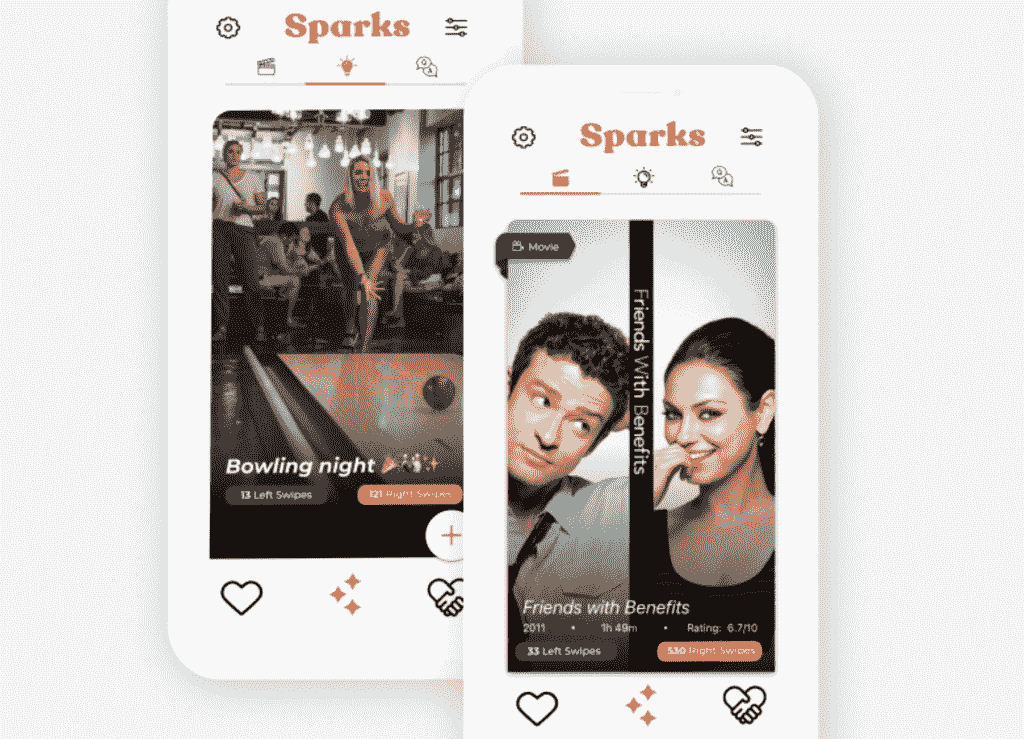 Sparks
Q
A
Bowling night
13 Left Swipes
121 Right Swipes
Sparks
Q
A
Movie
Friends With Benefits
Friends with Benefits
2011 • 1h 49m • Rating: 6.7/10
33 Left Swipes
530 Right Swipes